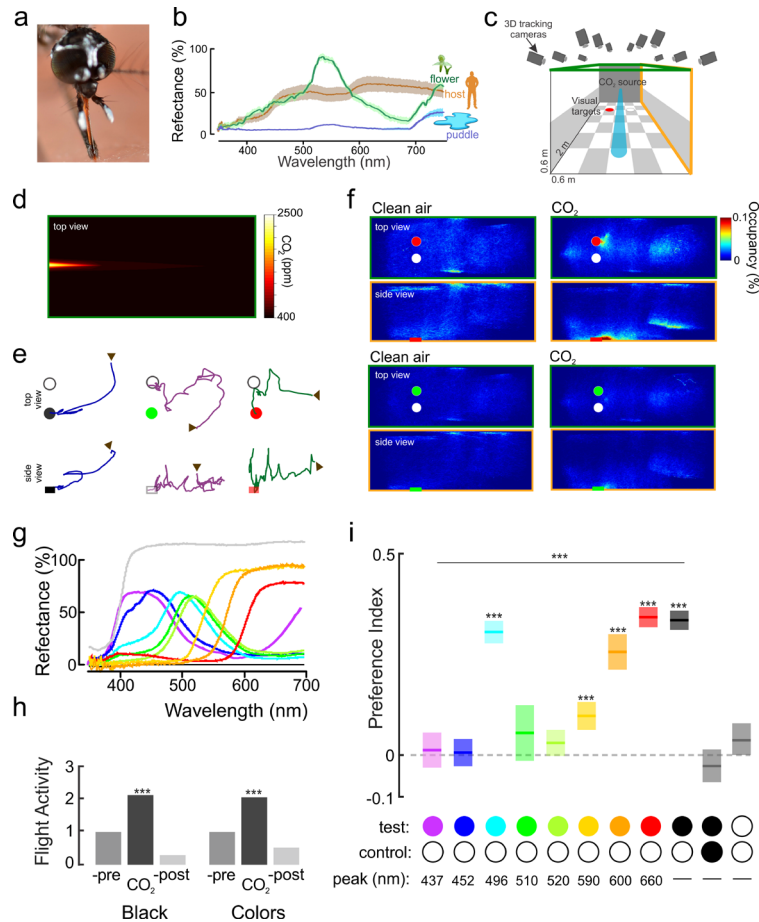 a
b
Refectance (%)
100
50
0
400
500
600
700
Wavelength (nm)
flower
host
puddle
c
3D tracking cameras
CO2 source
Visual targets
0.6 m
2 m
0.6 m
d
top view
2500
CO2 (ppm)
400
e
top view
side view
f
Clean air
CO2
top view
side view
0.1%
0
Occupancy (%)
Clean air
CO2
top view
side view
g
Refectance (%)
100
50
0
400
500
600
700
Wavelength (nm)
h
Flight Activity
3
2
1
0
***
***
-pre
CO2
-post
-pre
CO2
-post
Black
Colors
i
Preference Index
0.5
0
-0.1
***
***
***
***
***
***
test:
control:
peak (nm): 437 452 496 510 520 590 600 660 — — —